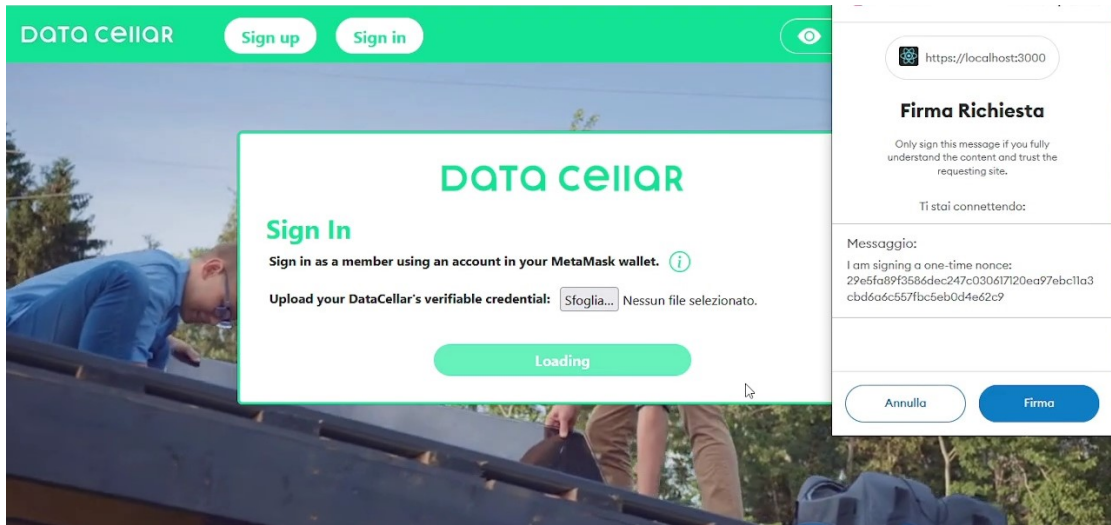 DATA CELLAR
Sign up
Sign in
https://localhost:3000
Firma Richiesta
Only sign this message if you fully
understand the content and trust the
requesting site.
Ti stai connettendo:
Messaggio:
I am signing a one-time nonce:
29e5fa89f3586dec247c030617120ea97ebc11a3
cbd6a6c557fbc5eb0d4e62c9
Annulla
Firma
DATA CELLAR
Sign In
Sign in as a member using an account in your MetaMask wallet. i
Upload your DataCellar's verifiable credential: Sfoglia... Nessun file selezionato.
Loading